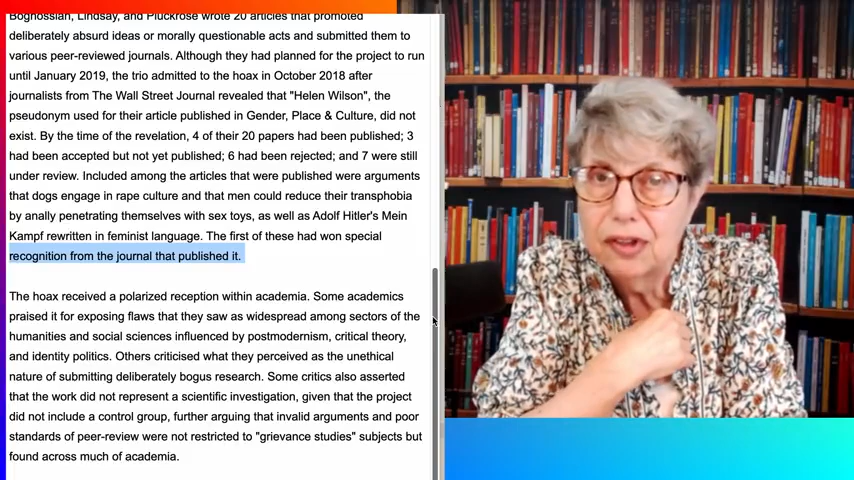 Boghossian, Lindsay, and Pluckrose wrote 20 articles that promoted
deliberately absurd ideas or morally questionable acts and submitted them to
various peer-reviewed journals. Although they had planned for the project to run
until January 2019, the trio admitted to the hoax in October 2018 after
journalists from The Wall Street Journal revealed that "Helen Wilson", the
pseudonym used for their article published in Gender, Place & Culture, did not
exist. By the time of the revelation, 4 of their 20 papers had been published; 3
had been accepted but not yet published; 6 had been rejected; and 7 were still
under review. Included among the articles that were published were arguments
that dogs engage in rape culture and that men could reduce their transphobia
by anally penetrating themselves with sex toys, as well as Adolf Hitler's Mein
Kampf rewritten in feminist language. The first of these had won special
recognition from the journal that published it.
The hoax received a polarized reception within academia. Some academics
praised it for exposing flaws that they saw as widespread among sectors of the
humanities and social sciences influenced by postmodernism, critical theory,
and identity politics. Others criticised what they perceived as the unethical
nature of submitting deliberately bogus research. Some critics also asserted
that the work did not represent a scientific investigation, given that the project
did not include a control group, further arguing that invalid arguments and poor
standards of peer-review were not restricted to "grievance studies" subjects but
found across much of academia.